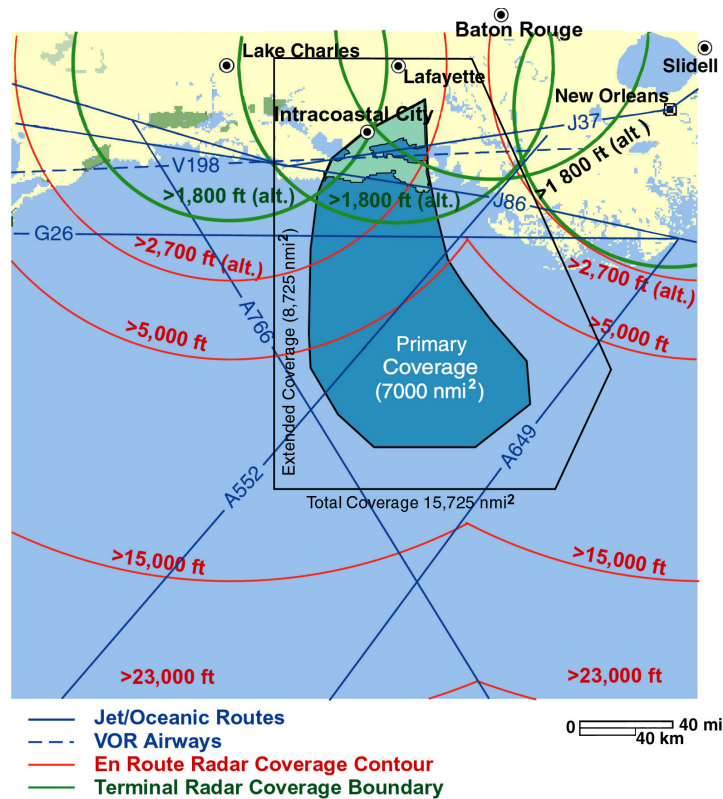 Baton Rouge
Lake Charles
Lafayette
Slidell
New Orleans
Intracoastal City
J37
V198
>1,800 ft (alt.)
>1,800 ft (alt.)
>1 800 ft (alt.)
J86
G26
>2,700 ft (alt.)
>2,700 ft (alt.)
A766
>5,000 ft
>5,000 ft
Extended Coverage (8,725 nmi²)
Primary
Coverage
(7000 nmi²)
A649
A552
Total Coverage 15,725 nmi²
>15,000 ft
>15,000 ft
>23,000 ft
>23,000 ft
Jet/Oceanic Routes
VOR Airways
En Route Radar Coverage Contour
Terminal Radar Coverage Boundary
0 40 mi
40 km